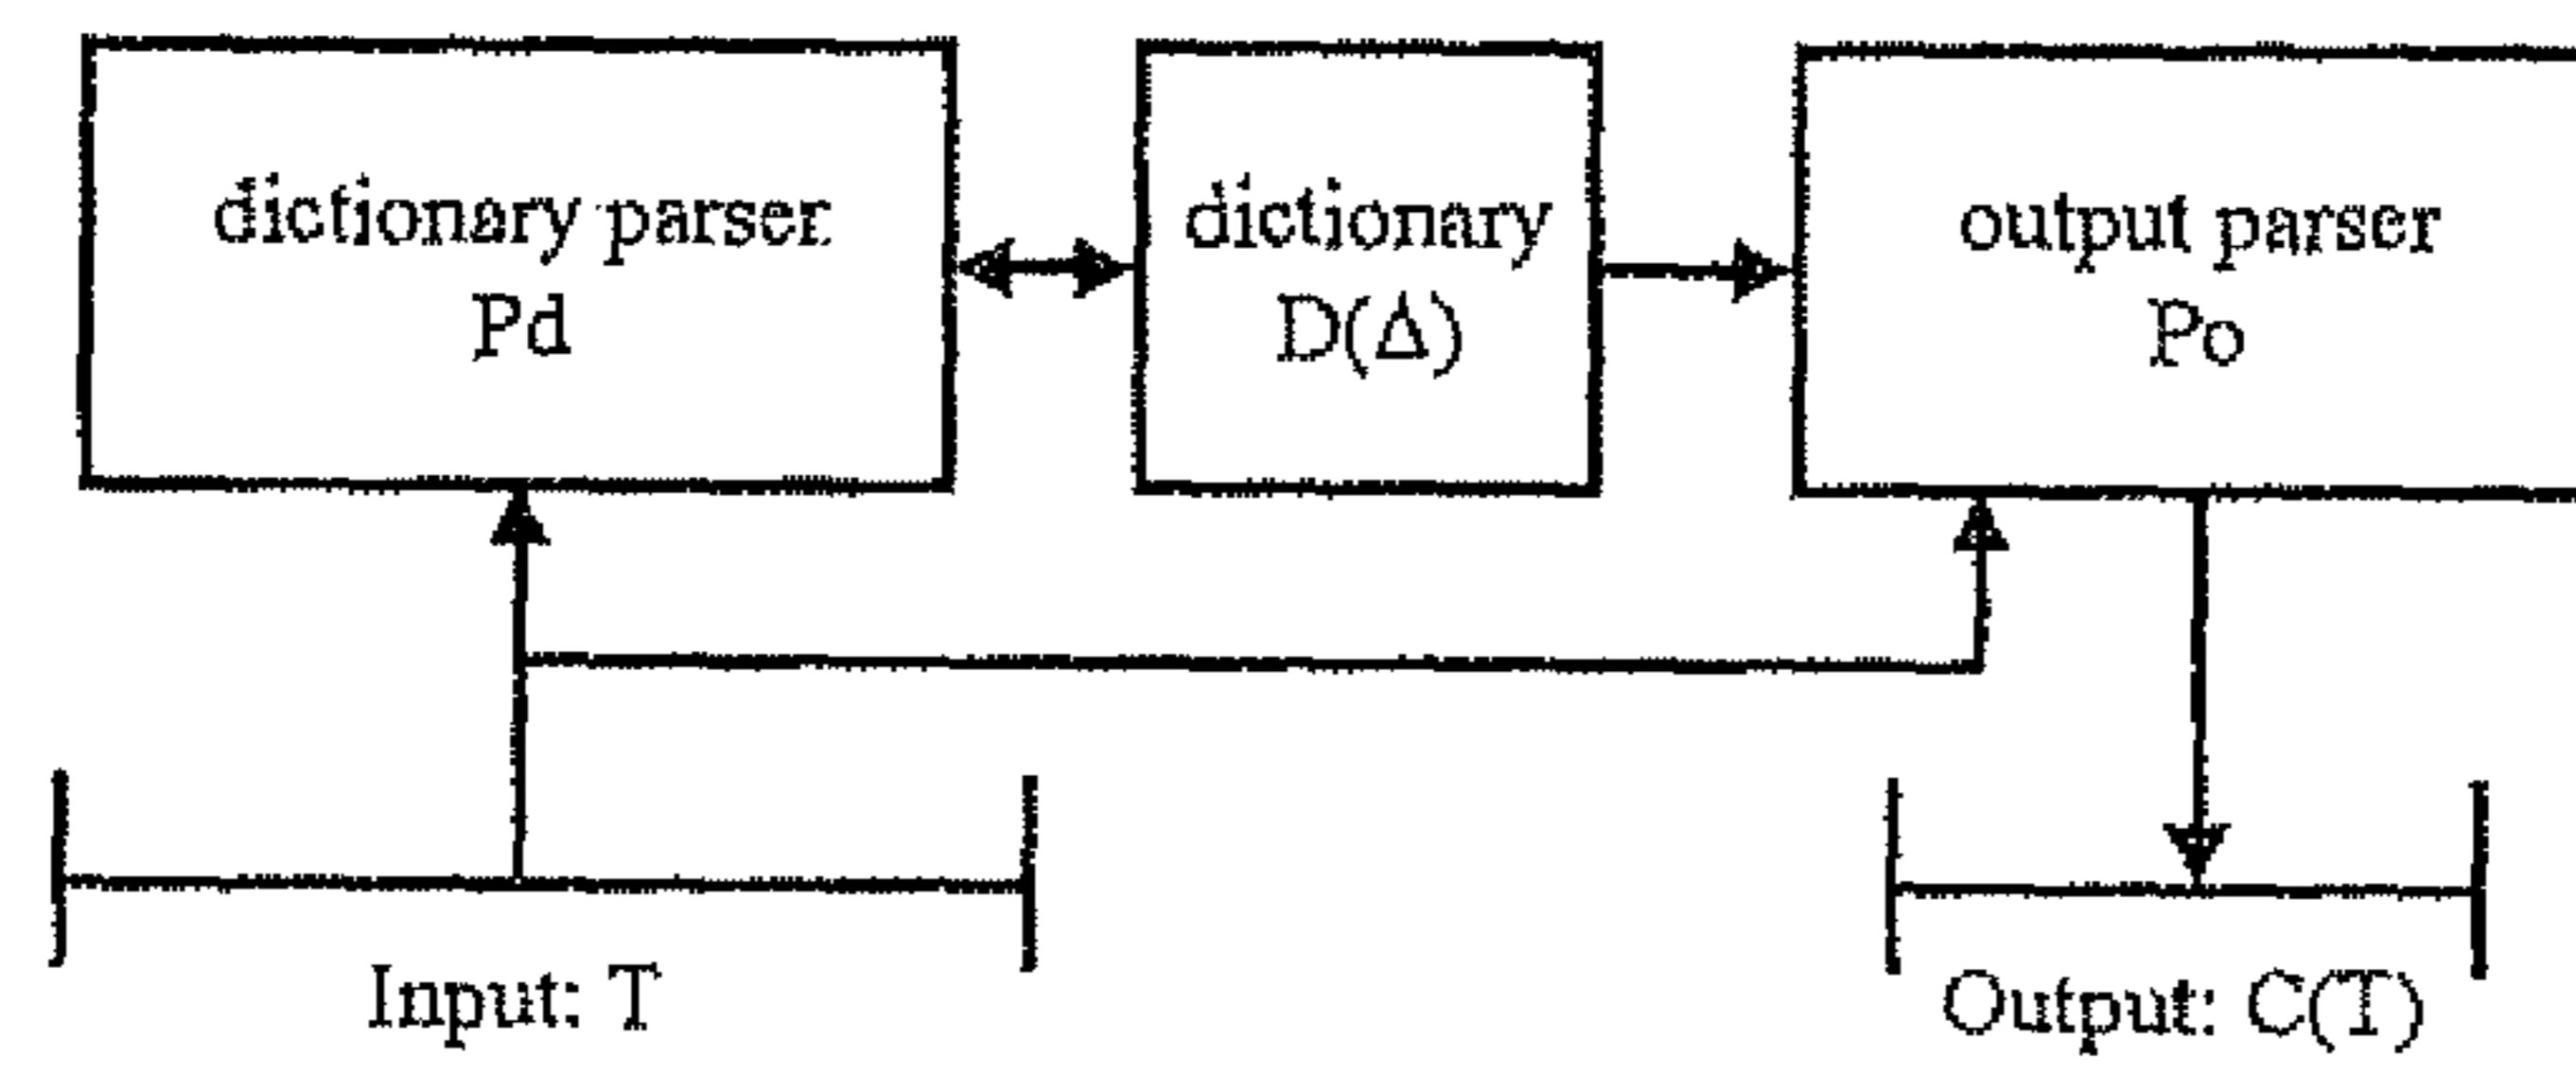 dictionary parser
Pd
dictionary
D(Δ)
output parser
Po
Input: T
Output: C(T)